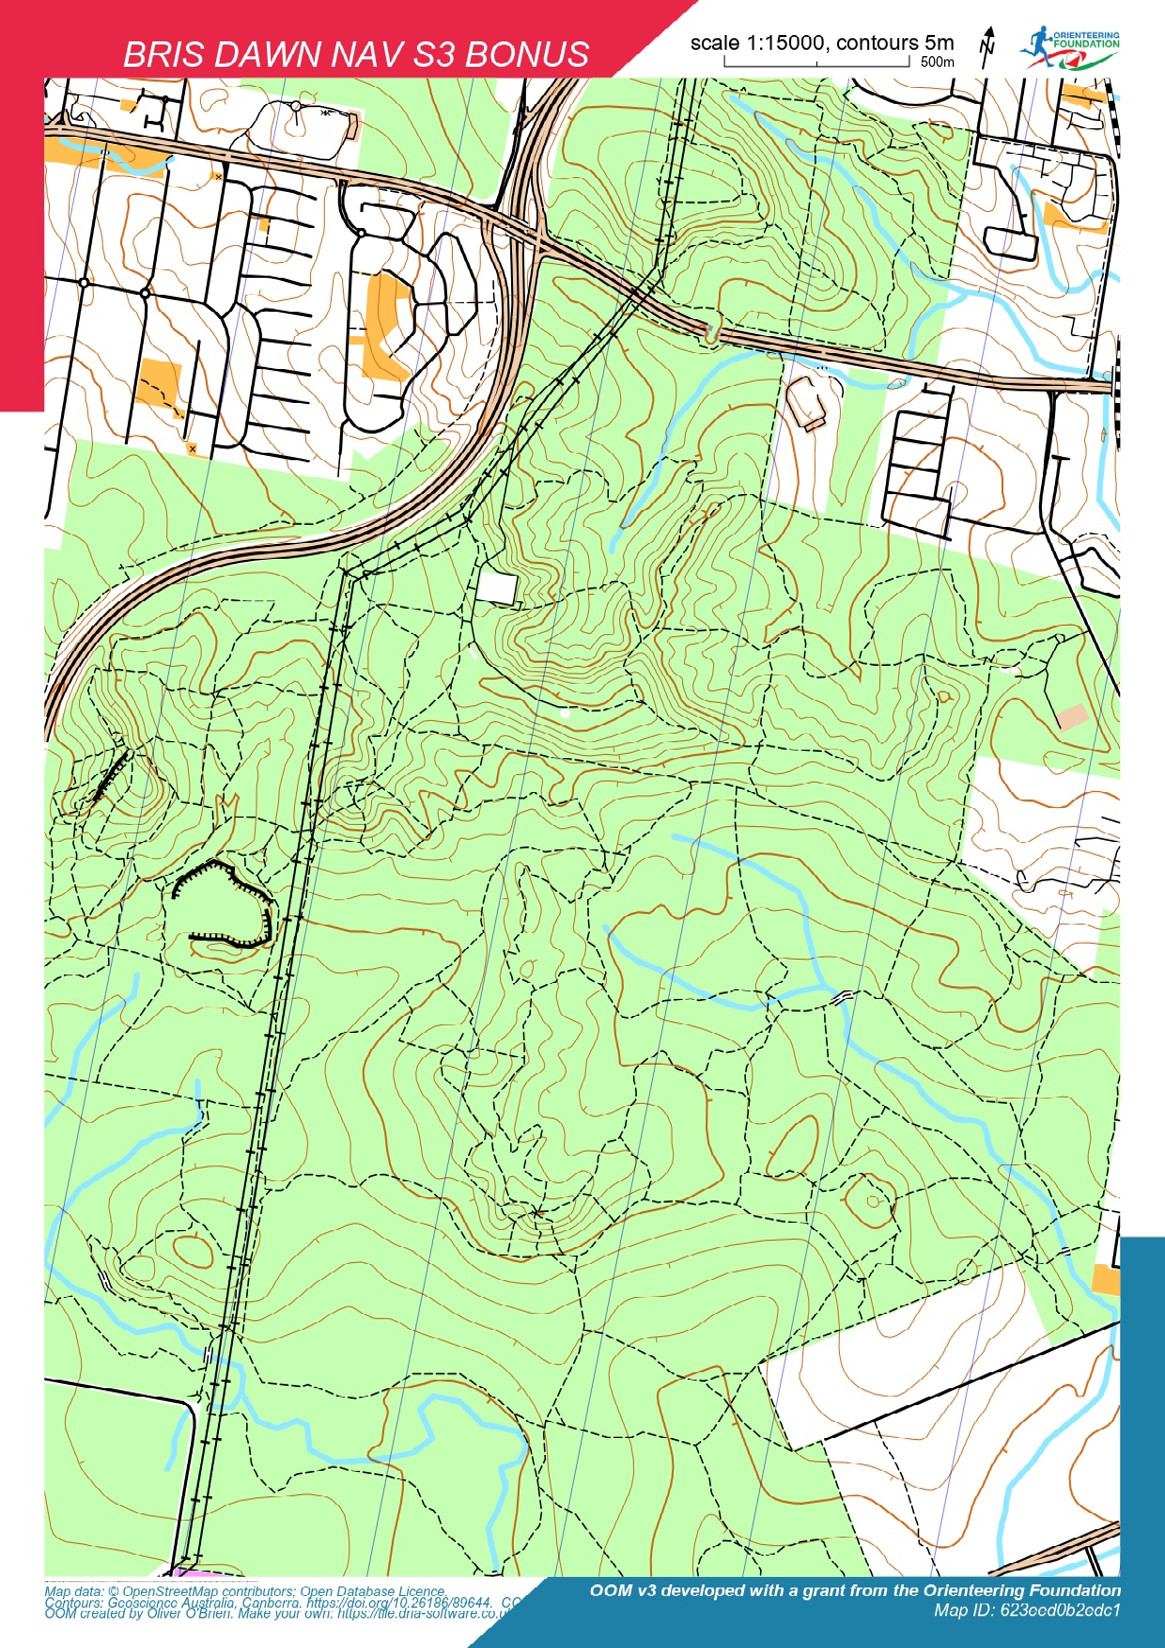 BRIS DAWN NAV S3 BONUS
scale 1:15000, contours 5m
500m
N
ORIENTEERING
FOUNDATION
Map data: © OpenStreetMap contributors; Open Database Licence.
Contours: Geoscience Australia, Canberra. https://doi.org/10.26186/89644. CC
OOM created by Oliver O'Brien. Make your own: https://tile.dna-software.co.u
OOM v3 developed with a grant from the Orienteering Foundation
Map ID: 623eed0b2edc1